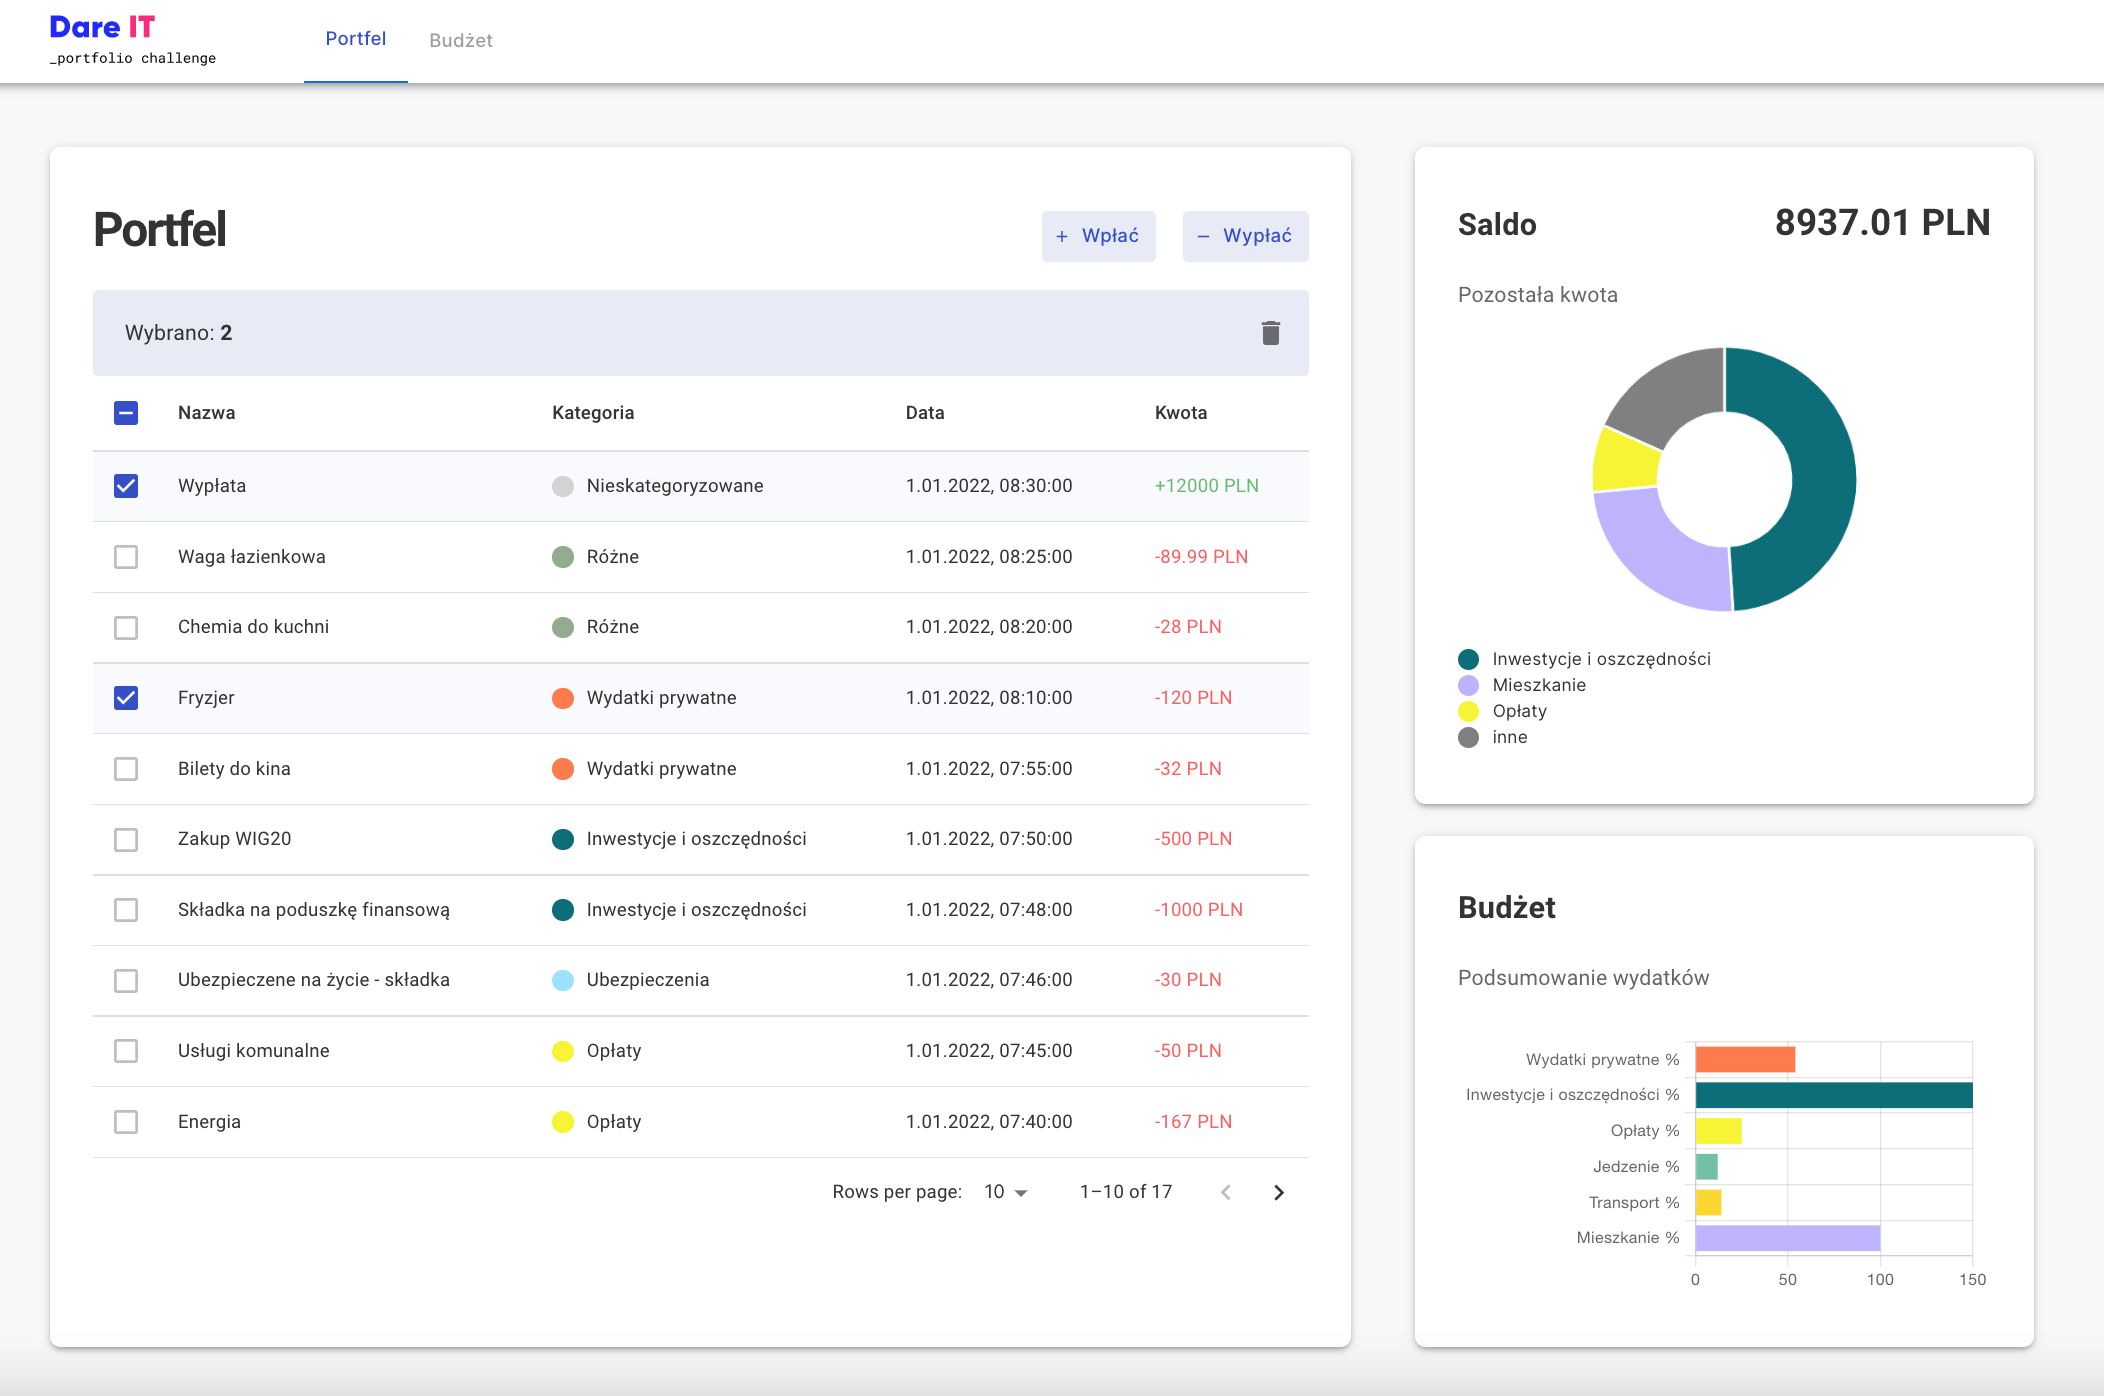 Dare IT
_portfolio challenge
Portfel
Budżet
Portfel
+ Wpłać
– Wypłać
Wybrano: 2
Nazwa Kategoria Data Kwota
Wypłata Nieskategoryzowane 1.01.2022, 08:30:00 +12000 PLN
Waga łazienkowa Różne 1.01.2022, 08:25:00 -89.99 PLN
Chemia do kuchni Różne 1.01.2022, 08:20:00 -28 PLN
Fryzjer Wydatki prywatne 1.01.2022, 08:10:00 -120 PLN
Bilety do kina Wydatki prywatne 1.01.2022, 07:55:00 -32 PLN
Zakup WIG20 Inwestycje i oszczędności 1.01.2022, 07:50:00 -500 PLN
Składka na poduszkę finansową Inwestycje i oszczędności 1.01.2022, 07:48:00 -1000 PLN
Ubezpieczene na życie - składka Ubezpieczenia 1.01.2022, 07:46:00 -30 PLN
Usługi komunalne Opłaty 1.01.2022, 07:45:00 -50 PLN
Energia Opłaty 1.01.2022, 07:40:00 -167 PLN
Rows per page: 10 1–10 of 17
Saldo 8937.01 PLN
Pozostała kwota
Inwestycje i oszczędności
Mieszkanie
Opłaty
inne
Budżet
Podsumowanie wydatków
Wydatki prywatne %
Inwestycje i oszczędności %
Opłaty %
Jedzenie %
Transport %
Mieszkanie %
0 50 100 150